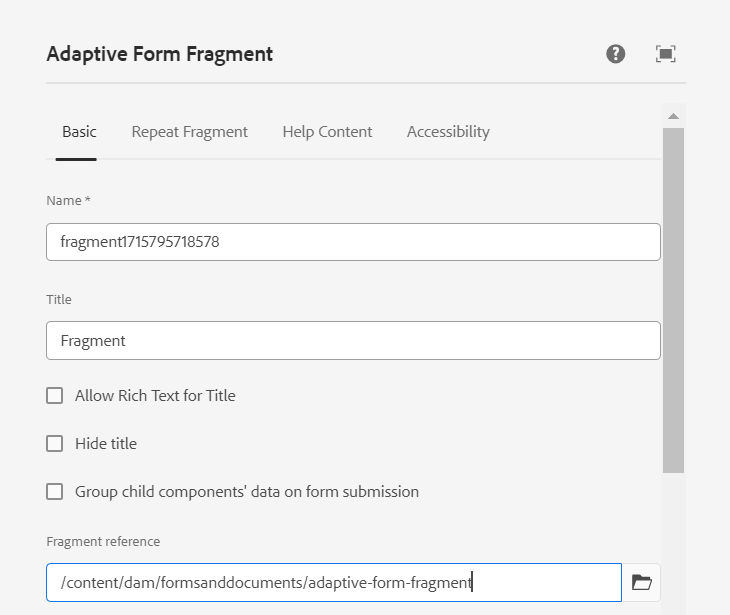 Adaptive Form Fragment
Basic Repeat Fragment Help Content Accessibility
Name *
fragment1715795718578
Title
Fragment
Allow Rich Text for Title
Hide title
Group child components' data on form submission
Fragment reference
/content/dam/formsanddocuments/adaptive-form-fragment